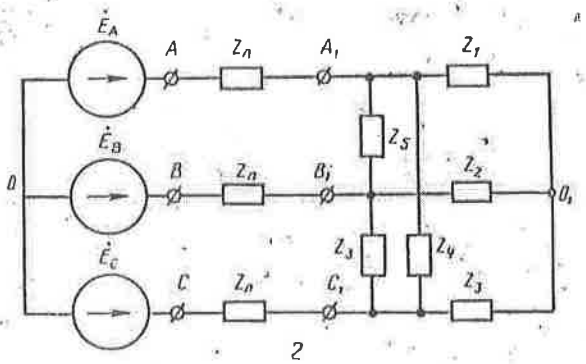 Ė_A A Z_л A₁ Z₁
Z₅
0 Ė_B B Z_л B₁ Z₂ 0₁
Z₃ Z₄
Ė_C C Z_л C₁ Z₃
2